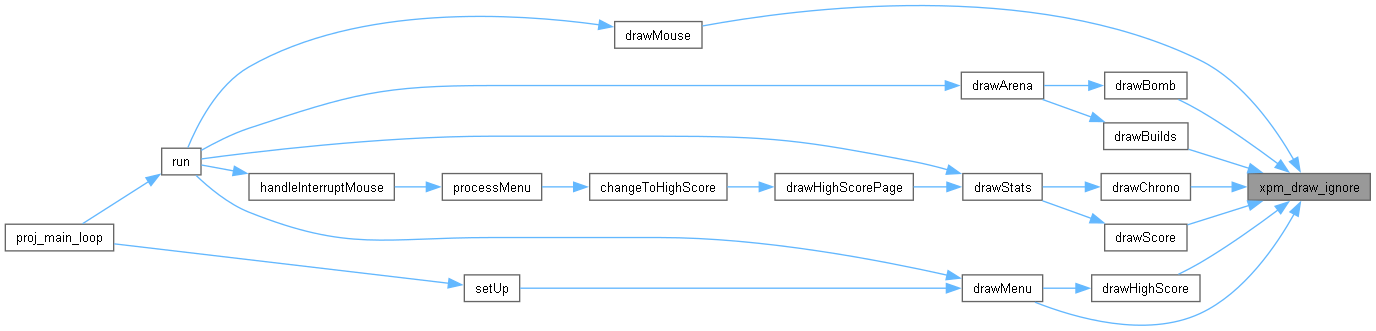 drawMouse
drawArena
drawBomb
drawBuilds
run
handleInterruptMouse
processMenu
changeToHighScore
drawHighScorePage
drawStats
drawChrono
xpm_draw_ignore
proj_main_loop
drawScore
setUp
drawMenu
drawHighScore